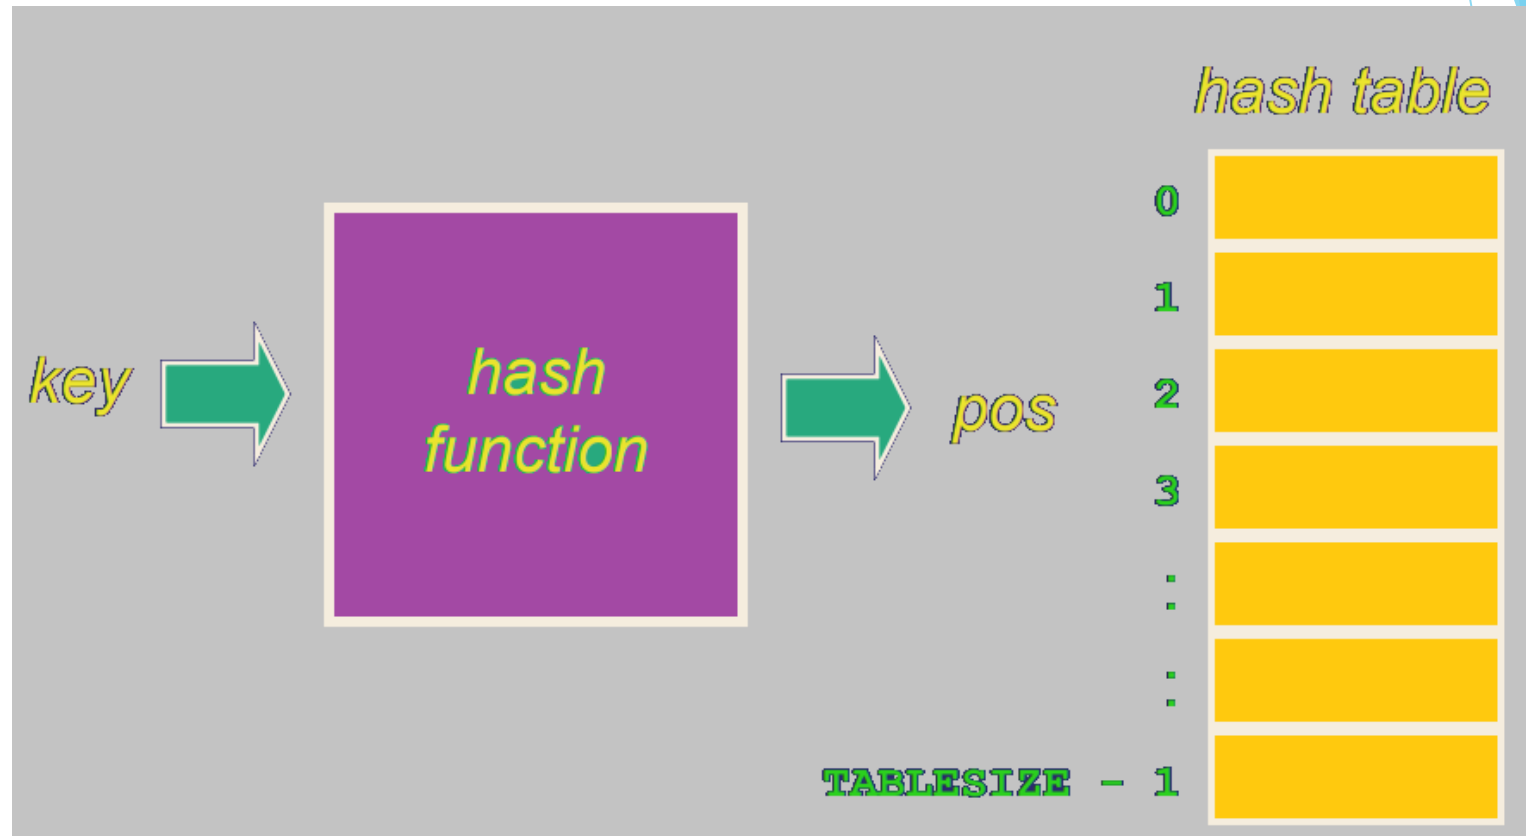 hash table
key
hash
function
pos
0
1
2
3
:
:
TABLESIZE - 1